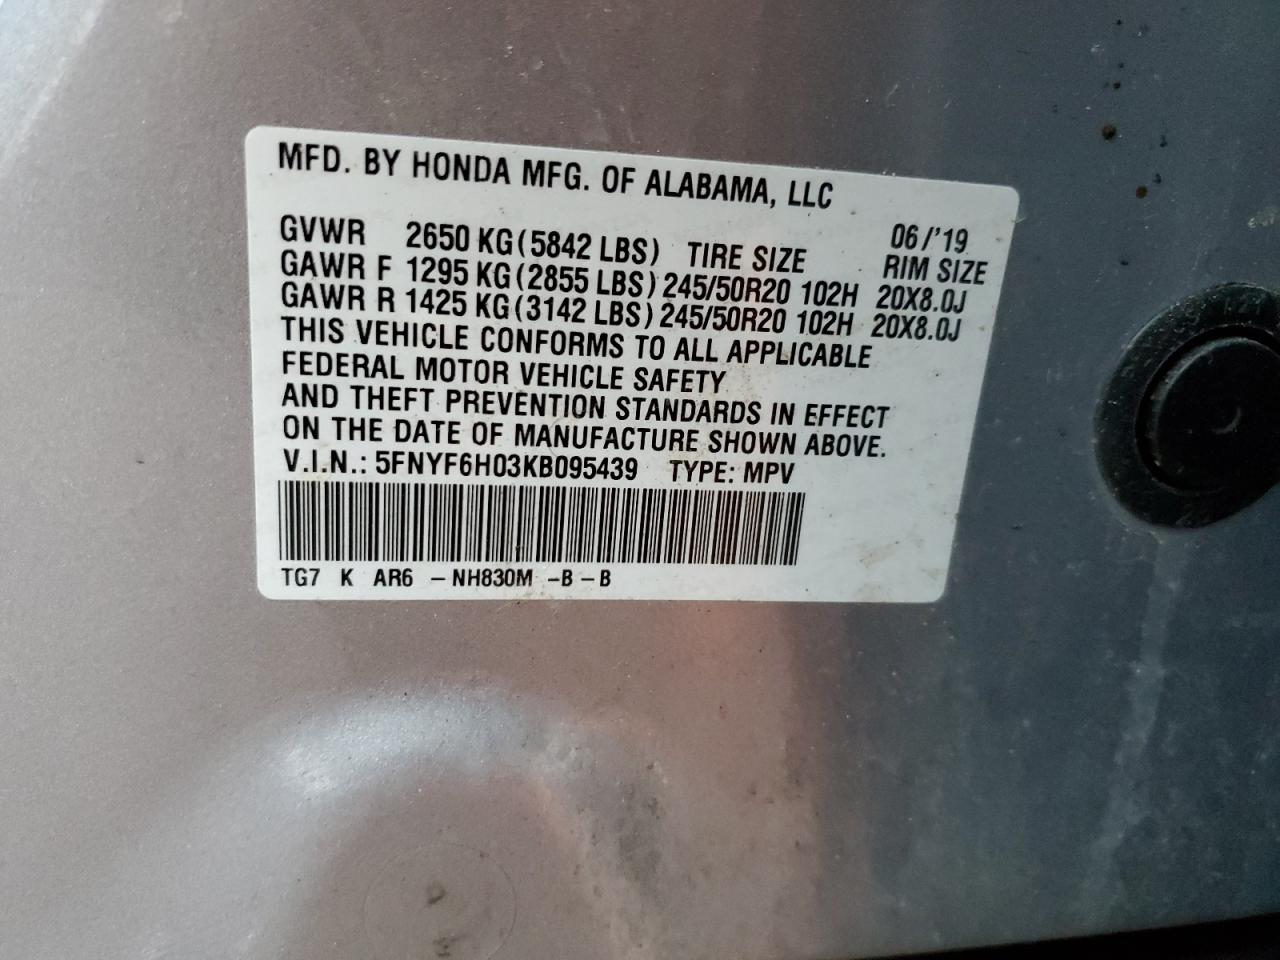 MFD. BY HONDA MFG. OF ALABAMA, LLC
06/'19
GVWR 2650 KG(5842 LBS) TIRE SIZE RIM SIZE
GAWR F 1295 KG(2855 LBS) 245/50R20 102H 20X8.0J
GAWR R 1425 KG(3142 LBS) 245/50R20 102H 20X8.0J
THIS VEHICLE CONFORMS TO ALL APPLICABLE
FEDERAL MOTOR VEHICLE SAFETY
AND THEFT PREVENTION STANDARDS IN EFFECT
ON THE DATE OF MANUFACTURE SHOWN ABOVE.
V.I.N.: 5FNYF6H03KB095439 TYPE: MPV
TG7 K AR6 -NH830M -B-B